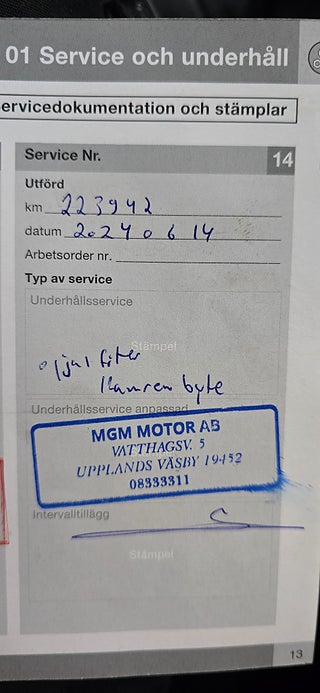 01 Service och underhåll
ervicedokumentation och stämplar
Service Nr. 14
Utförd
km 223942
datum 20240614
Arbetsorder nr.
Typ av service
Underhållsservice
Stämpel
olja filter
Kamrem byte
Underhållsservice anpassad
MGM MOTOR AB
VATTHAGSV. 5
UPPLANDS VÄSBY 19452
08333311
Intervalltillägg
Stämpel
13